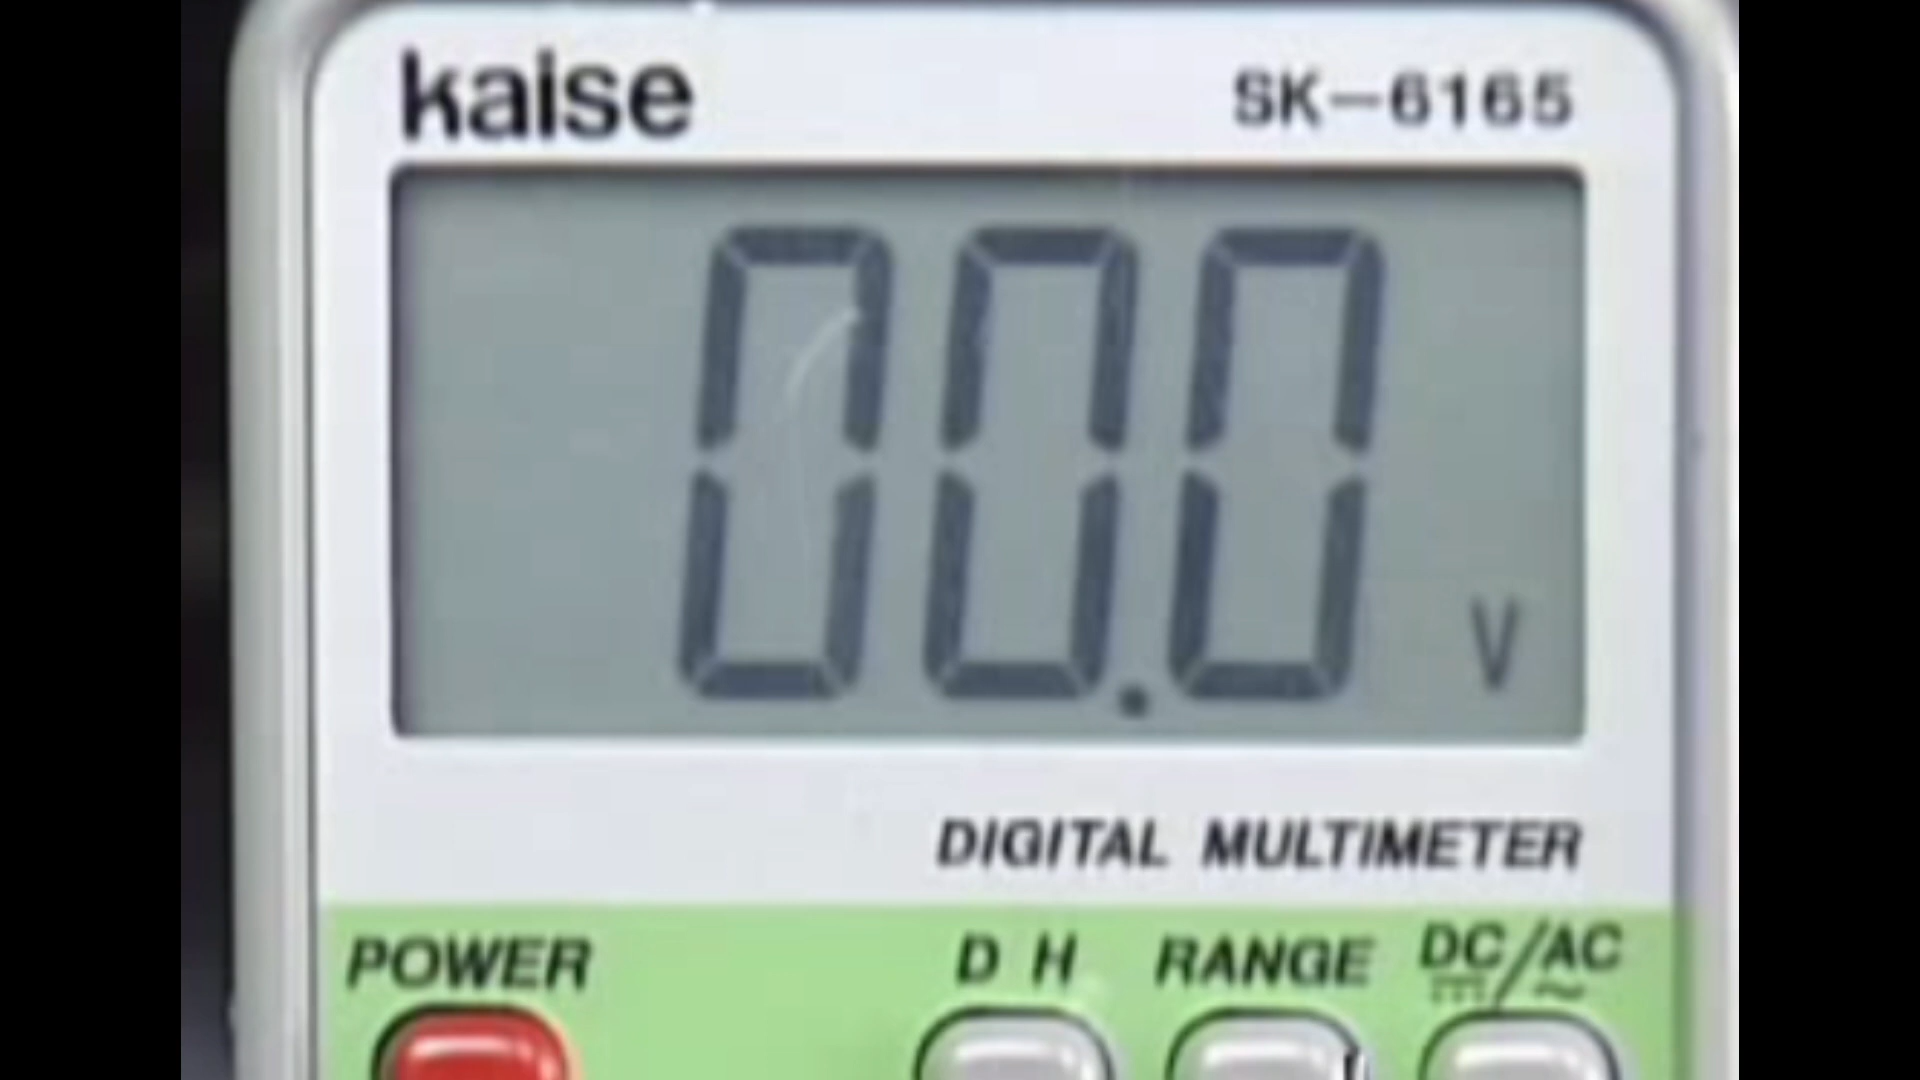 kaise SK-6165
00.0 V
DIGITAL MULTIMETER
POWER D H RANGE DC/AC